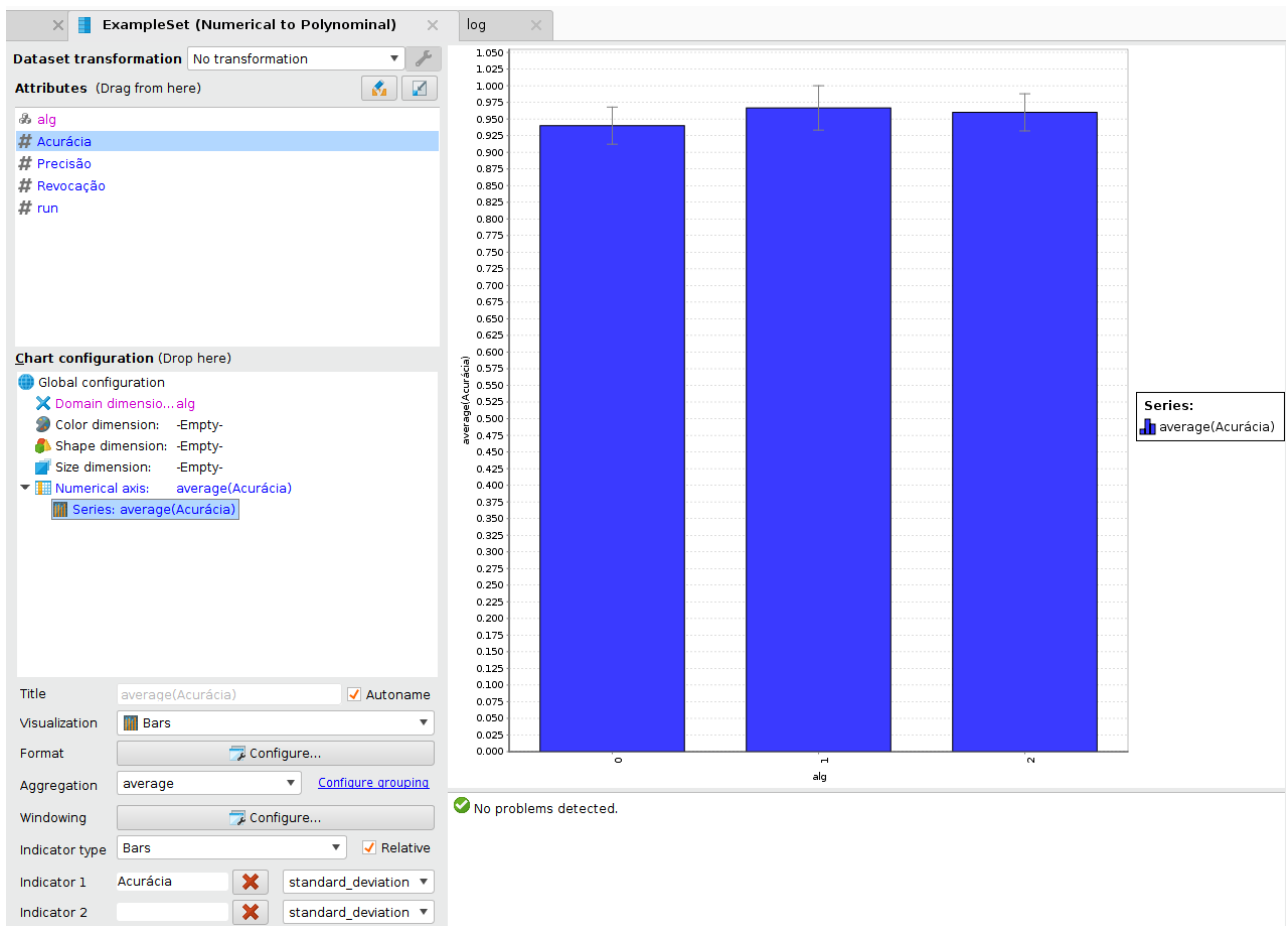 ExampleSet (Numerical to Polynominal)
log
Dataset transformation No transformation
Attributes (Drag from here)
alg
# Acurácia
# Precisão
# Revocação
# run
Chart configuration (Drop here)
Global configuration
Domain dimensio... alg
Color dimension: -Empty-
Shape dimension: -Empty-
Size dimension: -Empty-
Numerical axis: average(Acurácia)
Series: average(Acurácia)
Title average(Acurácia) Autoname
Visualization Bars
Format Configure...
Aggregation average Configure grouping
Windowing Configure...
Indicator type Bars Relative
Indicator 1 Acurácia standard_deviation
Indicator 2 standard_deviation
1.050
1.025
1.000
0.975
0.950
0.925
0.900
0.875
0.850
0.825
0.800
0.775
0.750
0.725
0.700
0.675
0.650
0.625
0.600
0.575
0.550
0.525
0.500
0.475
0.450
0.425
0.400
0.375
0.350
0.325
0.300
0.275
0.250
0.225
0.200
0.175
0.150
0.125
0.100
0.075
0.050
0.025
0.000
average(Acurácia)
0 1 2
alg
Series:
average(Acurácia)
No problems detected.